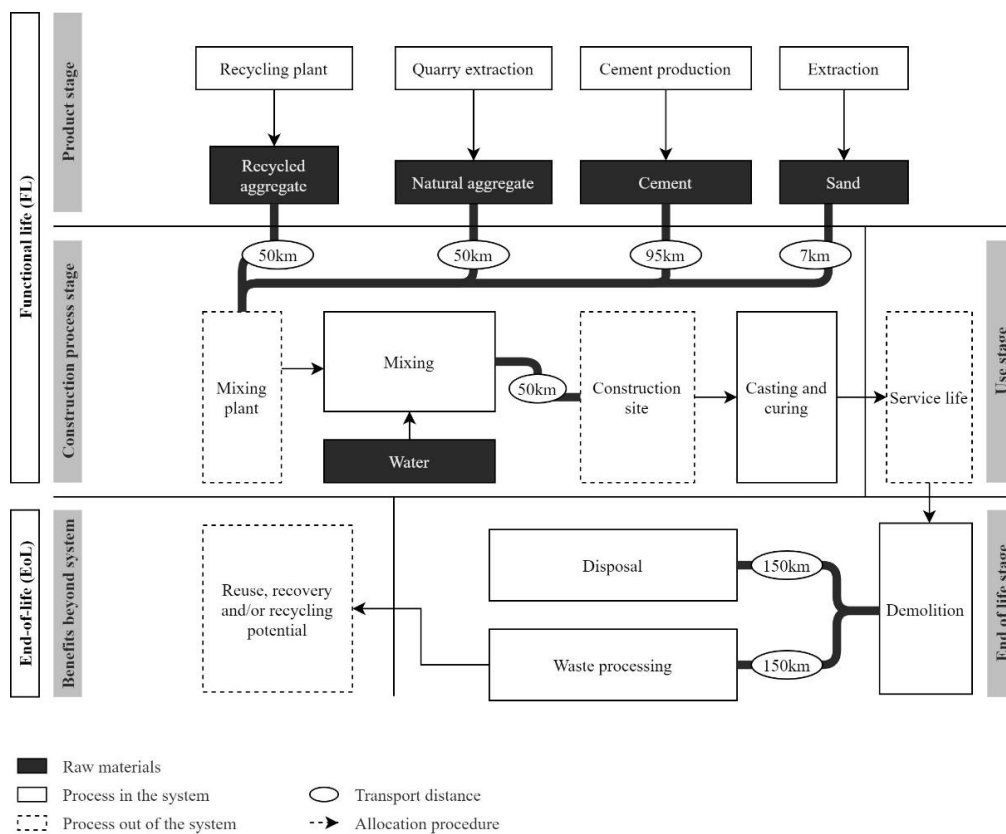 Functional life (FL)
Product stage
Recycling plant
Quarry extraction
Cement production
Extraction
Recycled
aggregate
Natural aggregate
Cement
Sand
Construction process stage
50km
50km
95km
7km
Mixing
plant
Mixing
Water
50km
Construction
site
Casting and
curing
Service life
Use stage
End-of-life (EoL)
Benefits beyond system
Reuse, recovery
and/or recycling
potential
Disposal
Waste processing
150km
150km
Demolition
End of life stage
Raw materials
Process in the system
Process out of the system
Transport distance
Allocation procedure